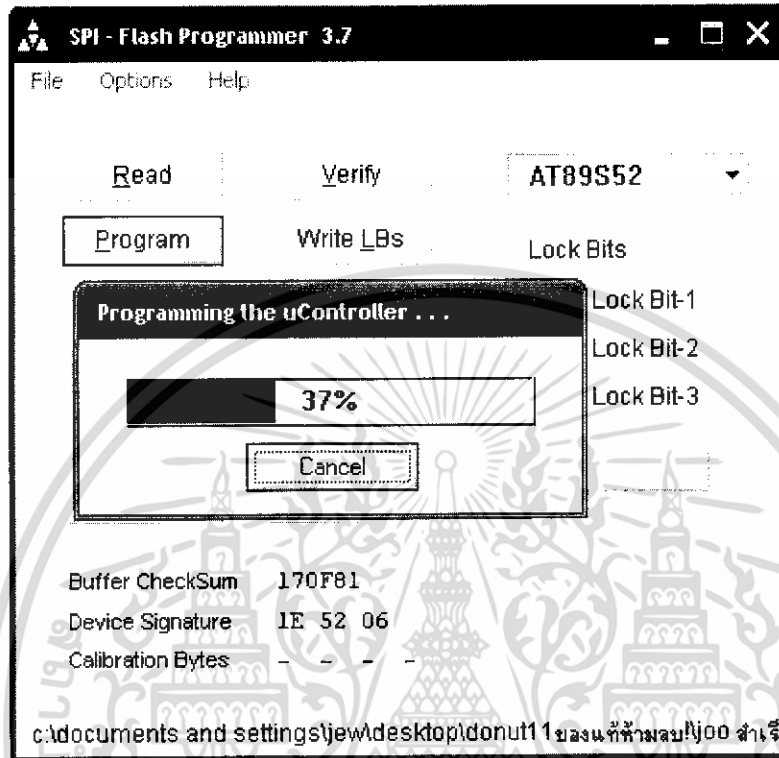 SPI - Flash Programmer 3.7
File Options Help
Read Verify AT89S52
Program Write LBs Lock Bits
Programming the uController . . .
Lock Bit-1
Lock Bit-2
37% Lock Bit-3
Cancel
Buffer CheckSum 170F81
Device Signature 1E 52 06
Calibration Bytes - - - -
c:\documents and settings\jew\desktop\donut11ของแท้ห้ามลบ!\joo